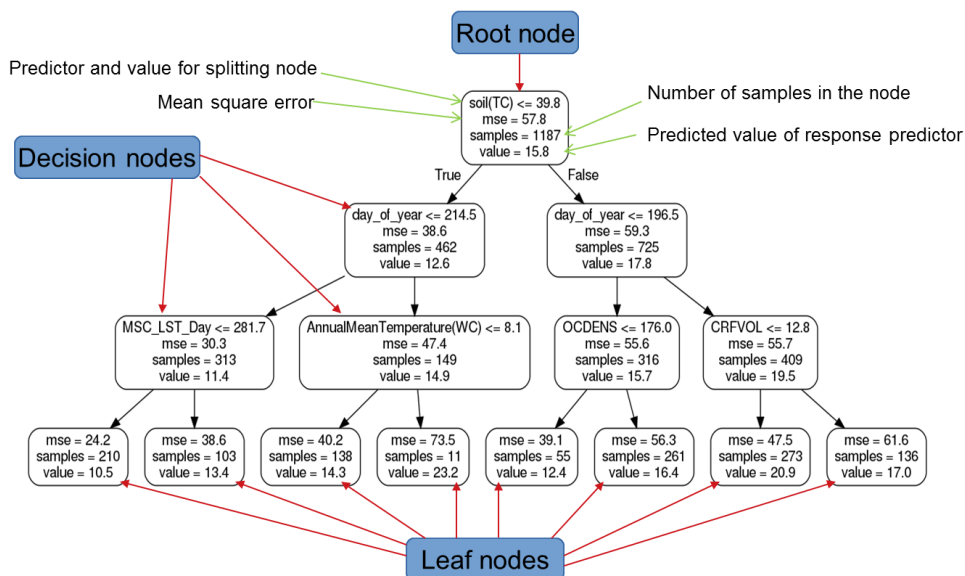 Root node
Predictor and value for splitting node
Mean square error
Number of samples in the node
Predicted value of response predictor
soil(TC) <= 39.8
mse = 57.8
samples = 1187
value = 15.8
Decision nodes
True
False
day_of_year <= 214.5
mse = 38.6
samples = 462
value = 12.6
day_of_year <= 196.5
mse = 59.3
samples = 725
value = 17.8
MSC_LST_Day <= 281.7
mse = 30.3
samples = 313
value = 11.4
AnnualMeanTemperature(WC) <= 8.1
mse = 47.4
samples = 149
value = 14.9
OCDENS <= 176.0
mse = 55.6
samples = 316
value = 15.7
CRFVOL <= 12.8
mse = 55.7
samples = 409
value = 19.5
mse = 24.2
samples = 210
value = 10.5
mse = 38.6
samples = 103
value = 13.4
mse = 40.2
samples = 138
value = 14.3
mse = 73.5
samples = 11
value = 23.2
mse = 39.1
samples = 55
value = 12.4
mse = 56.3
samples = 261
value = 16.4
mse = 47.5
samples = 273
value = 20.9
mse = 61.6
samples = 136
value = 17.0
Leaf nodes